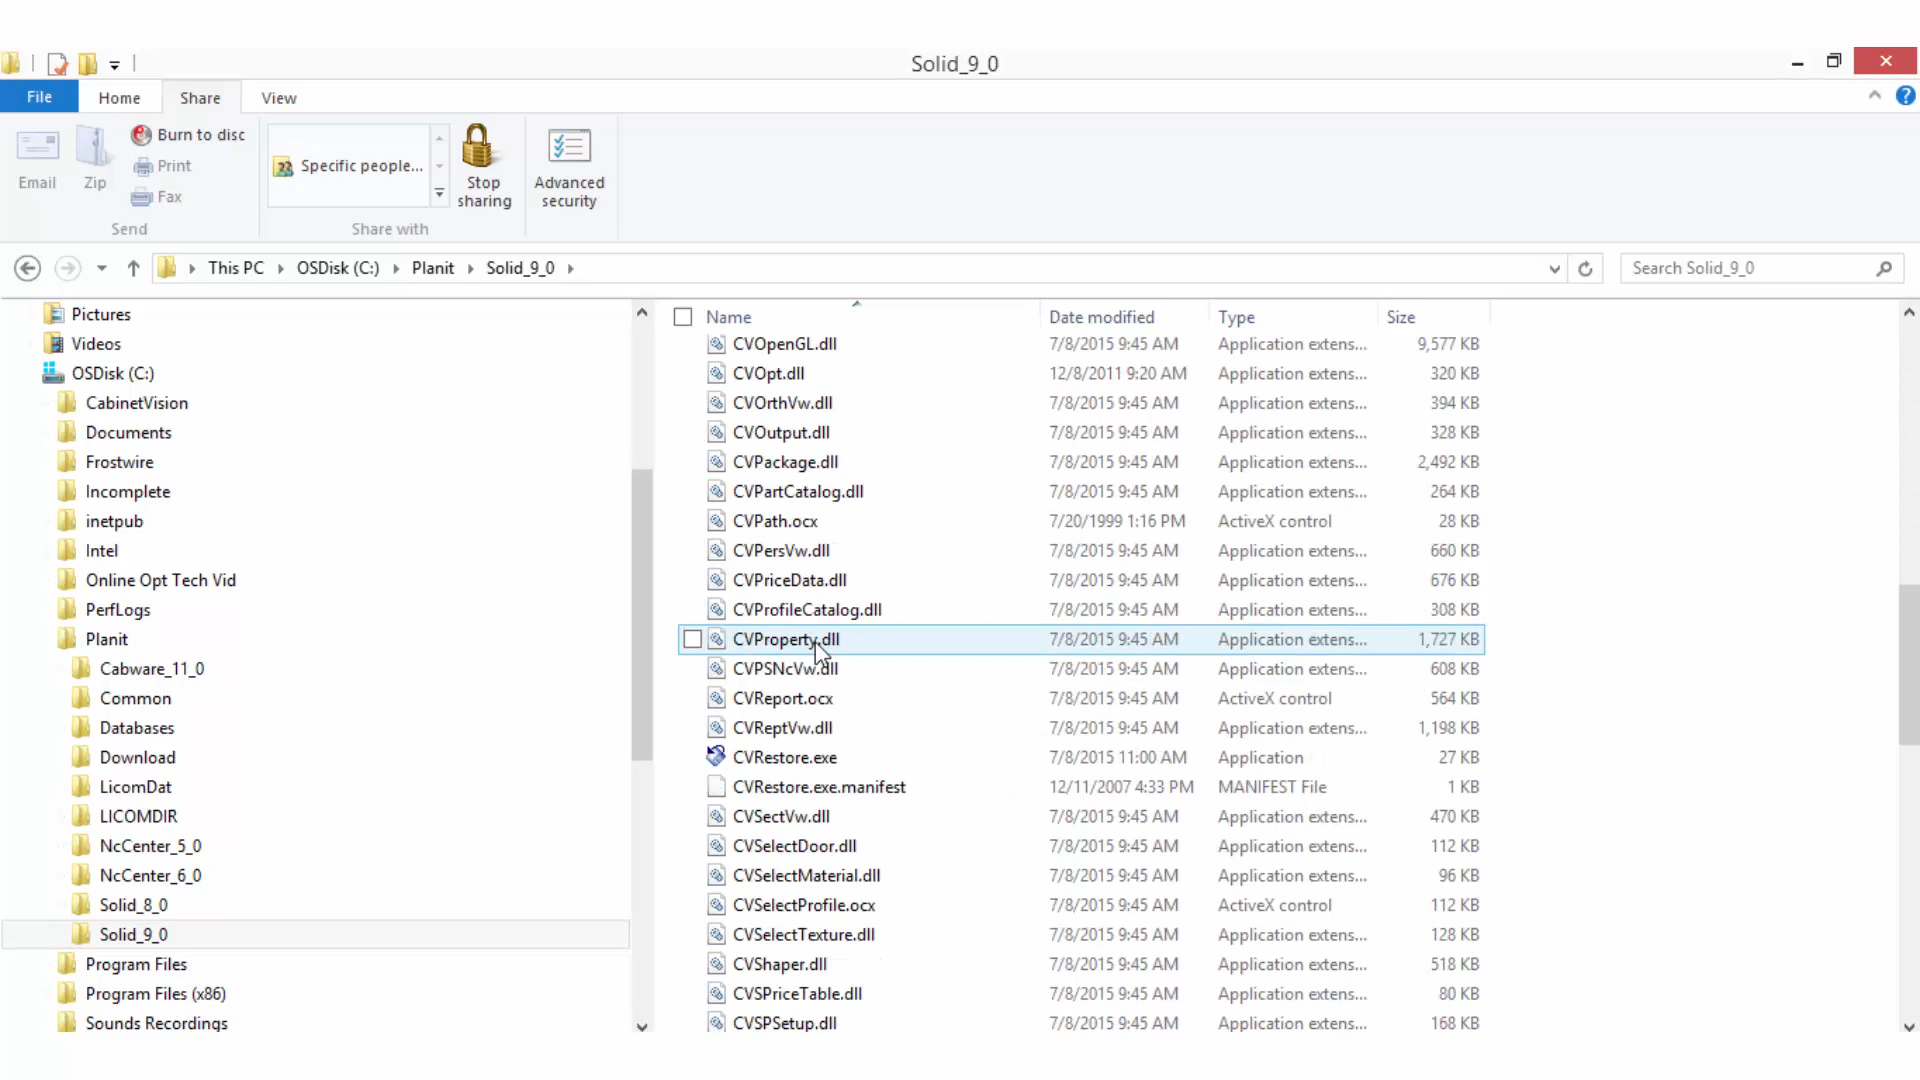 Solid_9_0
File Home Share View
Burn to disc
Print
Fax
Email
Zip
Send
Specific people...
Share with
Stop
sharing
Advanced
security
This PC OSDisk (C:) Planit Solid_9_0
Search Solid_9_0
Pictures
Videos
OSDisk (C:)
CabinetVision
Documents
Frostwire
Incomplete
inetpub
Intel
Online Opt Tech Vid
PerfLogs
Planit
Cabware_11_0
Common
Databases
Download
LicomDat
LICOMDIR
NcCenter_5_0
NcCenter_6_0
Solid_8_0
Solid_9_0
Program Files
Program Files (x86)
Sounds Recordings
Name Date modified Type Size
CVOpenGL.dll 7/8/2015 9:45 AM Application extens... 9,577 KB
CVOpt.dll 12/8/2011 9:20 AM Application extens... 320 KB
CVOrthVw.dll 7/8/2015 9:45 AM Application extens... 394 KB
CVOutput.dll 7/8/2015 9:45 AM Application extens... 328 KB
CVPackage.dll 7/8/2015 9:45 AM Application extens... 2,492 KB
CVPartCatalog.dll 7/8/2015 9:45 AM Application extens... 264 KB
CVPath.ocx 7/20/1999 1:16 PM ActiveX control 28 KB
CVPersVw.dll 7/8/2015 9:45 AM Application extens... 660 KB
CVPriceData.dll 7/8/2015 9:45 AM Application extens... 676 KB
CVProfileCatalog.dll 7/8/2015 9:45 AM Application extens... 308 KB
CVProperty.dll 7/8/2015 9:45 AM Application extens... 1,727 KB
CVPSNcVw.dll 7/8/2015 9:45 AM Application extens... 608 KB
CVReport.ocx 7/8/2015 9:45 AM ActiveX control 564 KB
CVReptVw.dll 7/8/2015 9:45 AM Application extens... 1,198 KB
CVRestore.exe 7/8/2015 11:00 AM Application 27 KB
CVRestore.exe.manifest 12/11/2007 4:33 PM MANIFEST File 1 KB
CVSectVw.dll 7/8/2015 9:45 AM Application extens... 470 KB
CVSelectDoor.dll 7/8/2015 9:45 AM Application extens... 112 KB
CVSelectMaterial.dll 7/8/2015 9:45 AM Application extens... 96 KB
CVSelectProfile.ocx 7/8/2015 9:45 AM ActiveX control 112 KB
CVSelectTexture.dll 7/8/2015 9:45 AM Application extens... 128 KB
CVShaper.dll 7/8/2015 9:45 AM Application extens... 518 KB
CVSPriceTable.dll 7/8/2015 9:45 AM Application extens... 80 KB
CVSPSetup.dll 7/8/2015 9:45 AM Application extens... 168 KB